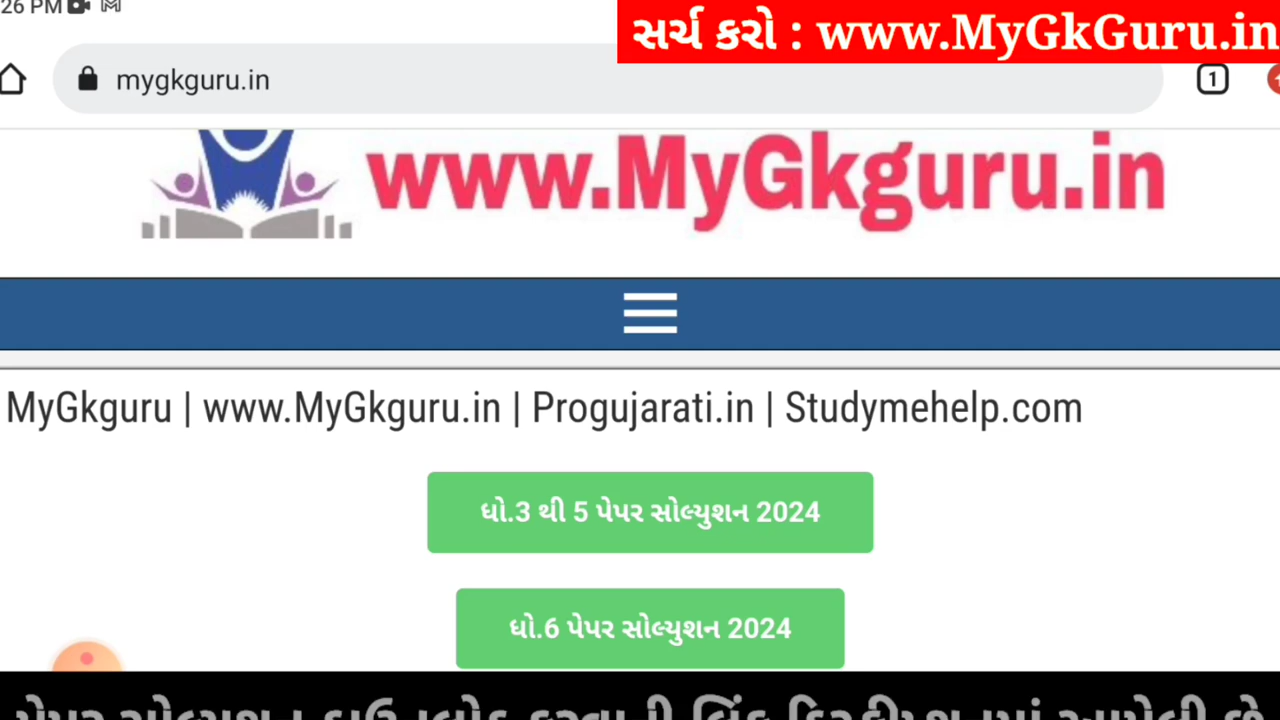 26 PM
સર્ચ કરો : www.MyGkGuru.in
mygkguru.in
1
www.MyGkguru.in
MyGkguru | www.MyGkguru.in | Progujarati.in | Studymehelp.com
ધો.3 થી 5 પેપર સોલ્યુશન 2024
ધો.6 પેપર સોલ્યુશન 2024